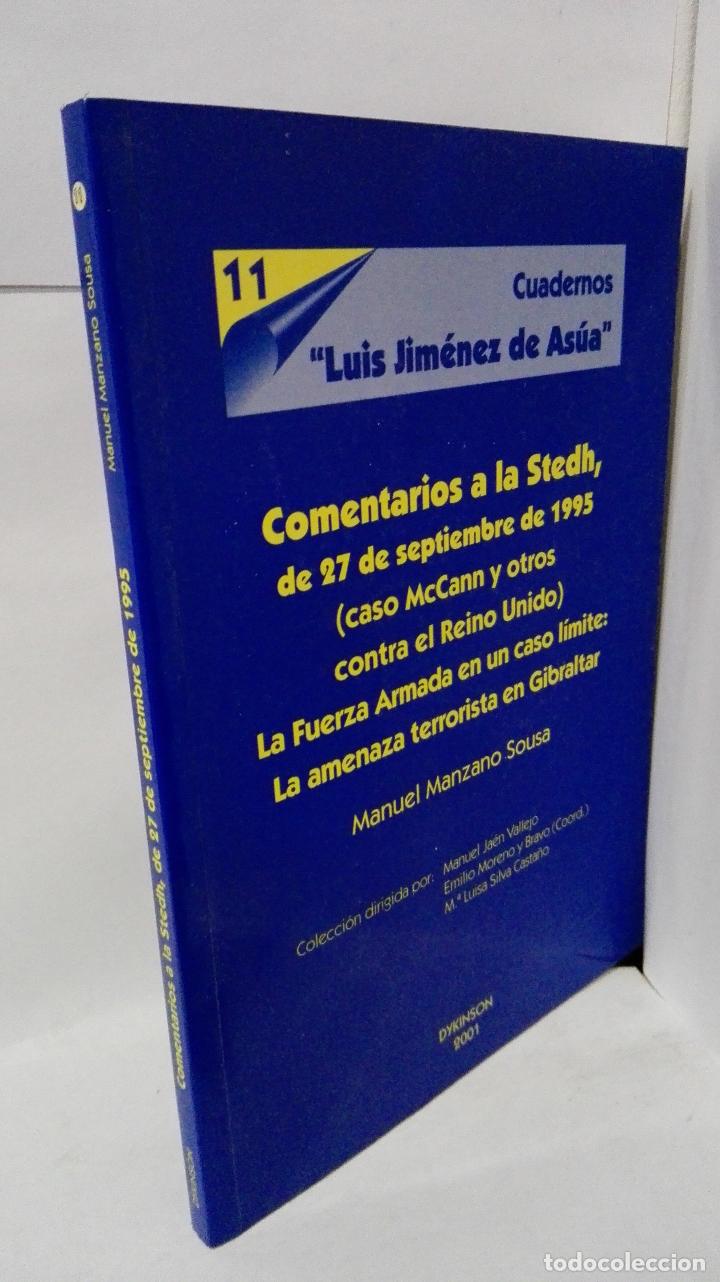 11
Cuadernos
"Luis Jiménez de Asúa"
Comentarios a la Stedh,
de 27 de septiembre de 1995
(caso McCann y otros
contra el Reino Unido)
La Fuerza Armada en un caso límite:
La amenaza terrorista en Gibraltar
Manuel Manzano Sousa
Colección dirigida por: Manuel Jaén Vallejo
Emilio Moreno y Bravo (Coord.)
M.ª Luisa Silva Castaño
DYKINSON
2001
11
Manuel Manzano Sousa
Comentarios a la Stedh, de 27 de septiembre de 1995
DYKINSON
todocoleccion